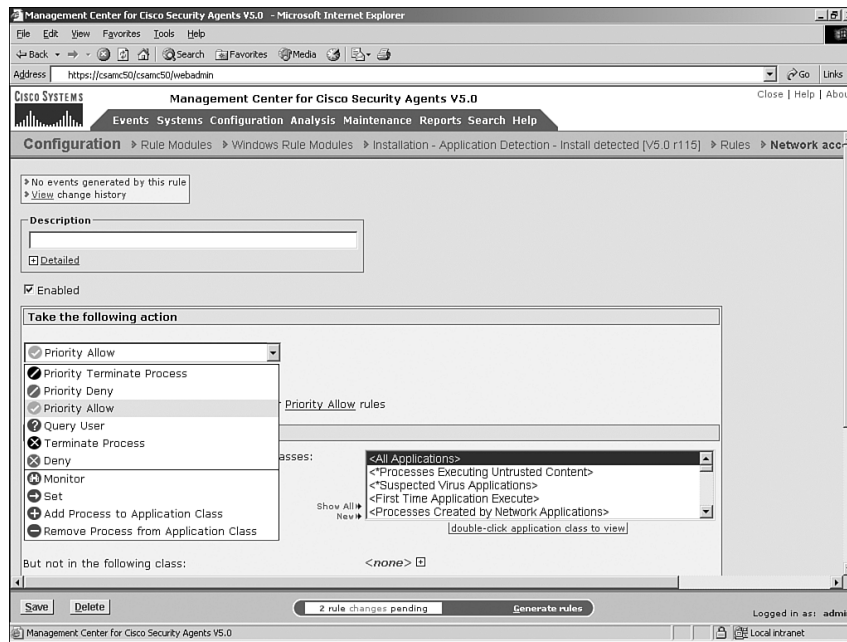 Management Center for Cisco Security Agents V5.0 - Microsoft Internet Explorer
File Edit View Favorites Tools Help
Back Search Favorites Media
Address https://csamc50/csamc50/webadmin Go Links
CISCO SYSTEMS
Management Center for Cisco Security Agents V5.0
Close | Help | Abou
Events Systems Configuration Analysis Maintenance Reports Search Help
Configuration Rule Modules Windows Rule Modules Installation - Application Detection - Install detected [V5.0 r115] Rules Network acc
No events generated by this rule
View change history
Description
Detailed
Enabled
Take the following action
Priority Allow
Priority Terminate Process
Priority Deny
Priority Allow
Priority Allow rules
Query User
Terminate Process
Deny
Monitor
Set
Add Process to Application Class
Remove Process from Application Class
asses:
<All Applications>
<*Processes Executing Untrusted Content>
<*Suspected Virus Applications>
<First Time Application Execute>
<Processes Created by Network Applications>
Show All
New
double-click application class to view
But not in the following class: <none>
Save Delete
2 rule changes pending Generate rules
Logged in as: admi
Management Center for Cisco Security Agents V5.0
Local intranet